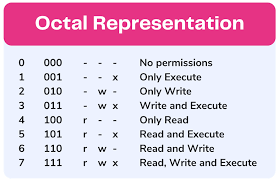 Octal Representation
0 000 - - - No permissions
1 001 - - x Only Execute
2 010 - w - Only Write
3 011 - w x Write and Execute
4 100 r - - Only Read
5 101 r - x Read and Execute
6 110 r w - Read and Write
7 111 r w x Read, Write and Execute